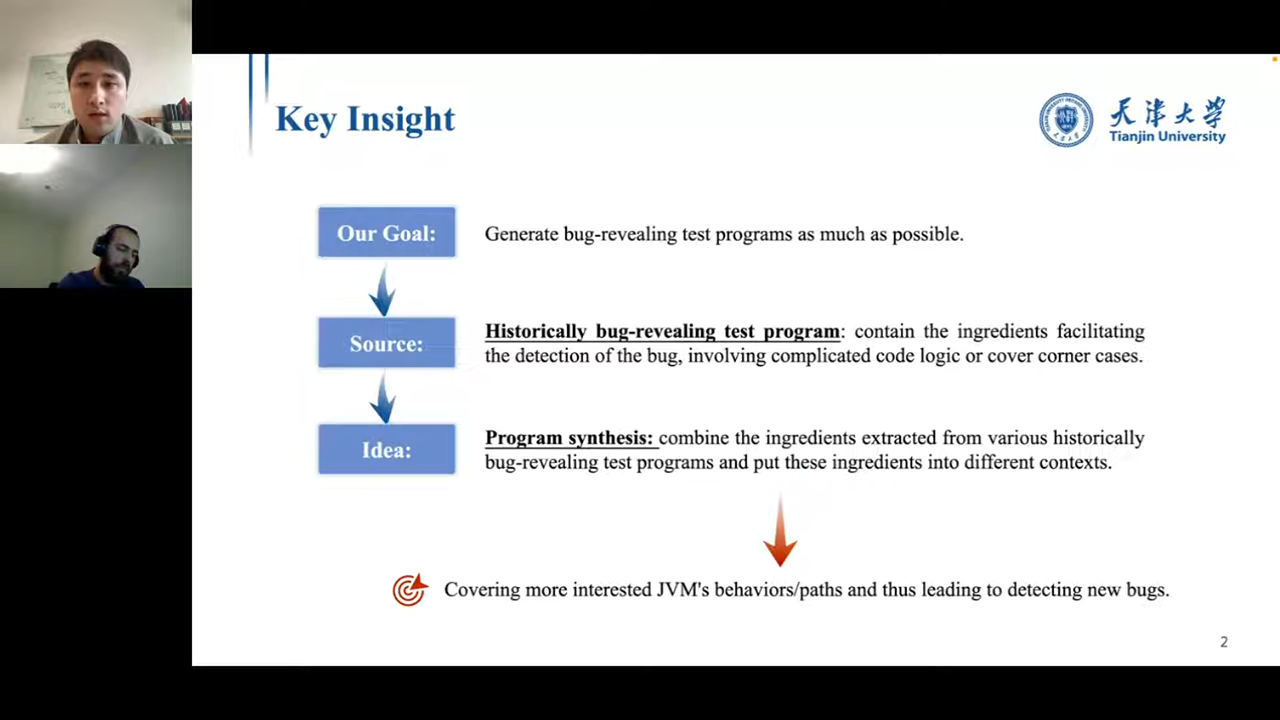 Key Insight
天津大学
Tianjin University
Our Goal:
Generate bug-revealing test programs as much as possible.
Source:
Historically bug-revealing test program: contain the ingredients facilitating
the detection of the bug, involving complicated code logic or cover corner cases.
Idea:
Program synthesis: combine the ingredients extracted from various historically
bug-revealing test programs and put these ingredients into different contexts.
Covering more interested JVM's behaviors/paths and thus leading to detecting new bugs.
2